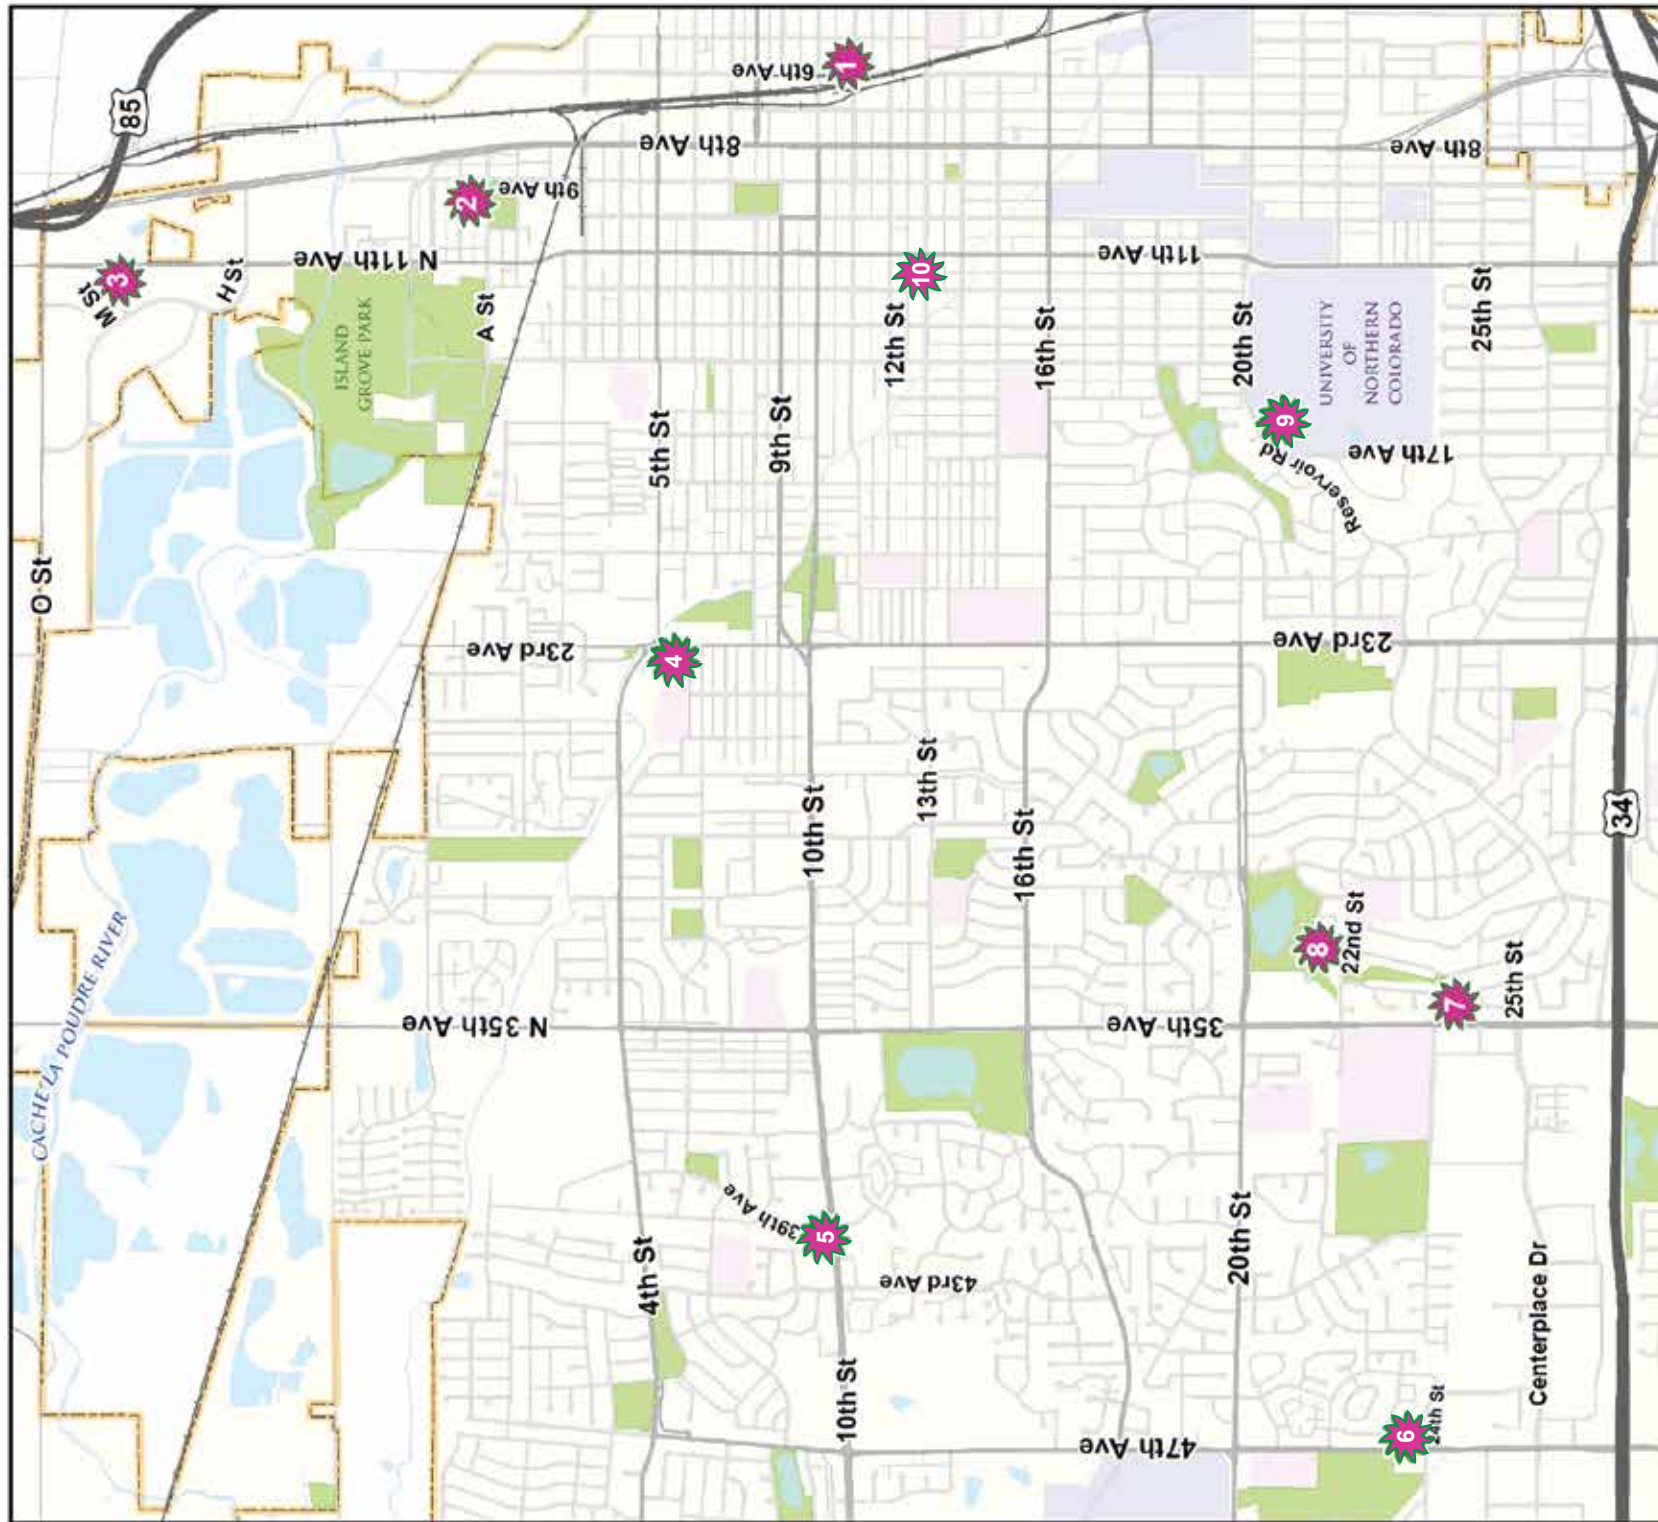 85
6th Ave
1
8th Ave
8th Ave
2
9th Ave
3
M St
H St
N 11th Ave
11th Ave
10
ISLAND
GROVE PARK
A St
12th St
16th St
20th St
25th St
UNIVERSITY
OF
NORTHERN
COLORADO
5th St
9th St
9
Reservoir Rd
17th Ave
O St
23rd Ave
4
23rd Ave
10th St
13th St
16th St
34
CACHE LA POUDRE RIVER
8
22nd St
7
25th St
N 35th Ave
35th Ave
39th Ave
5
4th St
43rd Ave
20th St
10th St
47th Ave
6
24th St
Centerplace Dr